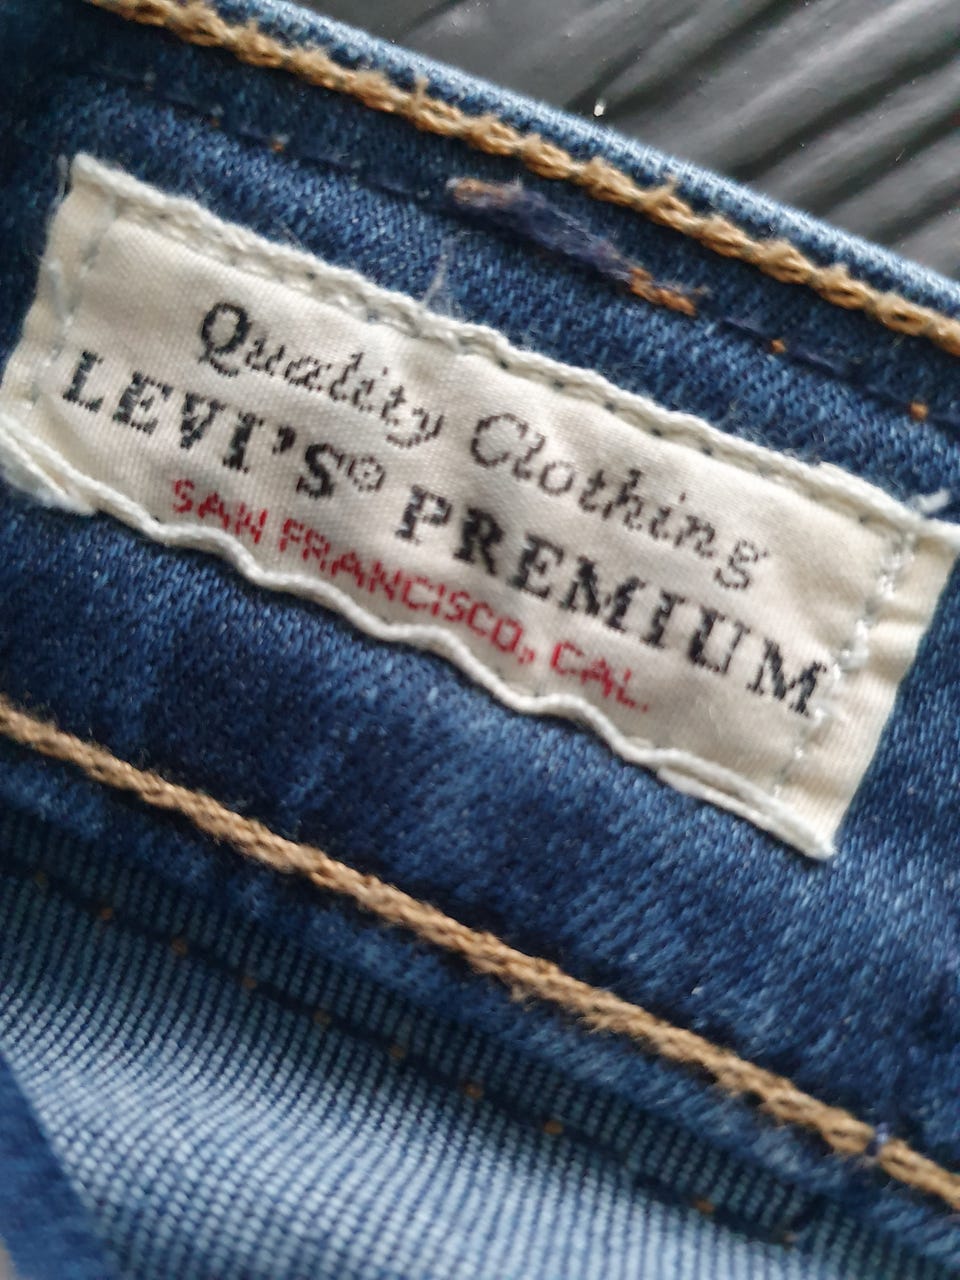 Quality Clothing
LEVI'S® PREMIUM
SAN FRANCISCO, CAL.